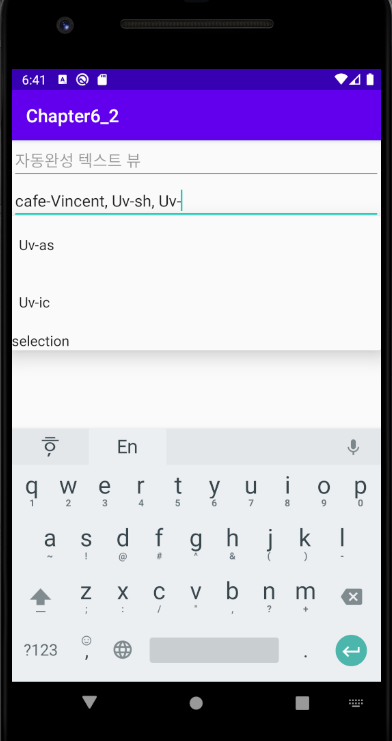 6:41 A
Chapter6_2
자동완성 텍스트 뷰
cafe-Vincent, Uv-sh, Uv-
Uv-as
Uv-ic
selection
En
q w e r t y u i o p
1 2 3 4 5 6 7 8 9 0
a s d f g h j k l
~ ! @ # ^ & ( ) -
z x c v b n m
; : / " , ? +
?123 , .